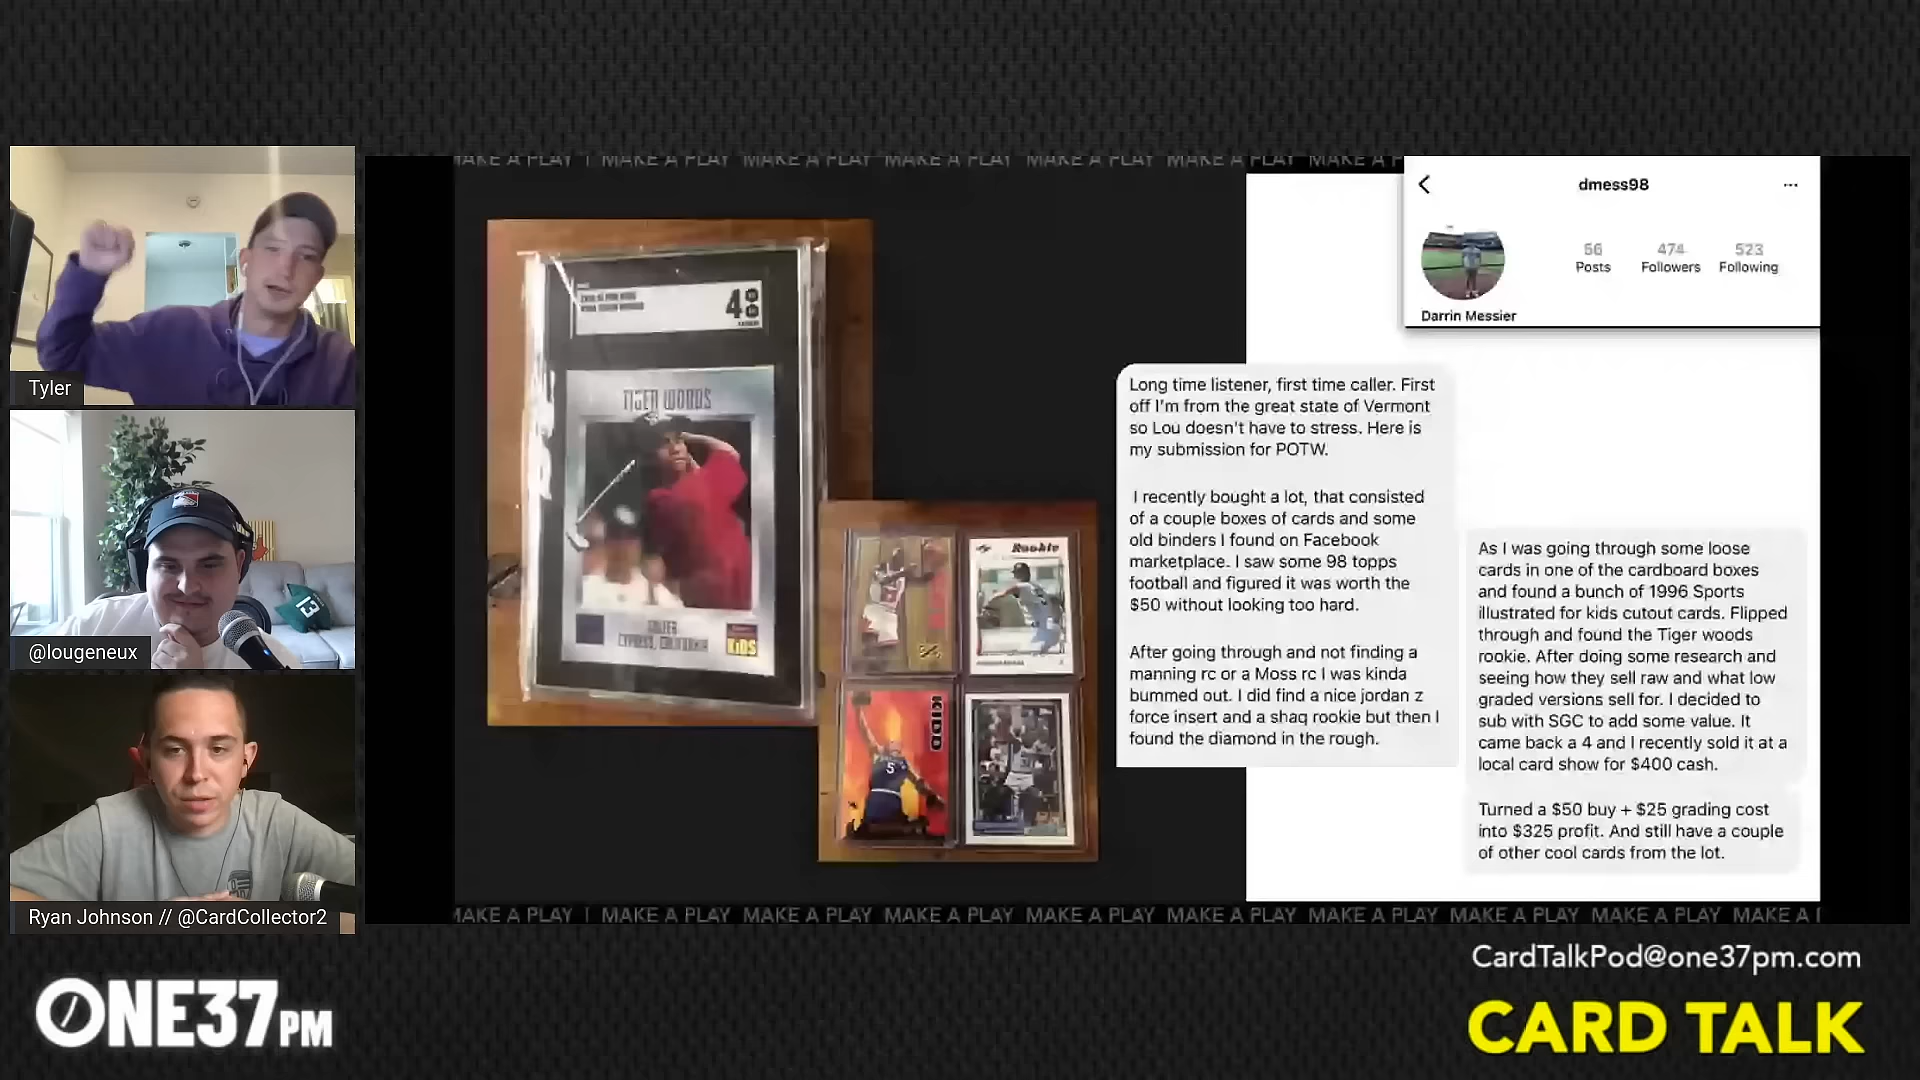 MAKE A PLAY | MAKE A PLAY MAKE A PLAY MAKE A PLAY MAKE A PLAY MAKE A PLAY MAKE A P
Tyler
@lougeneux
Ryan Johnson // @CardCollector2
4
TIGER WOODS
GOLFER
CYPRESS, CALIFORNIA
KiDS
Rookie
KIDD
5
13
dmess98
...
56
Posts
474
Followers
523
Following
Darrin Messier
Long time listener, first time caller. First
off I'm from the great state of Vermont
so Lou doesn't have to stress. Here is
my submission for POTW.
I recently bought a lot, that consisted
of a couple boxes of cards and some
old binders I found on Facebook
marketplace. I saw some 98 topps
football and figured it was worth the
$50 without looking too hard.
After going through and not finding a
manning rc or a Moss rc I was kinda
bummed out. I did find a nice jordan z
force insert and a shaq rookie but then I
found the diamond in the rough.
As I was going through some loose
cards in one of the cardboard boxes
and found a bunch of 1996 Sports
illustrated for kids cutout cards. Flipped
through and found the Tiger woods
rookie. After doing some research and
seeing how they sell raw and what low
graded versions sell for. I decided to
sub with SGC to add some value. It
came back a 4 and I recently sold it at a
local card show for $400 cash.
Turned a $50 buy + $25 grading cost
into $325 profit. And still have a couple
of other cool cards from the lot.
MAKE A PLAY | MAKE A PLAY MAKE A PLAY MAKE A PLAY MAKE A PLAY MAKE A PLAY MAKE A PLAY MAKE A PLAY MAKE A PLAY MAKE A
ONE37PM
CardTalkPod@one37pm.com
CARD TALK